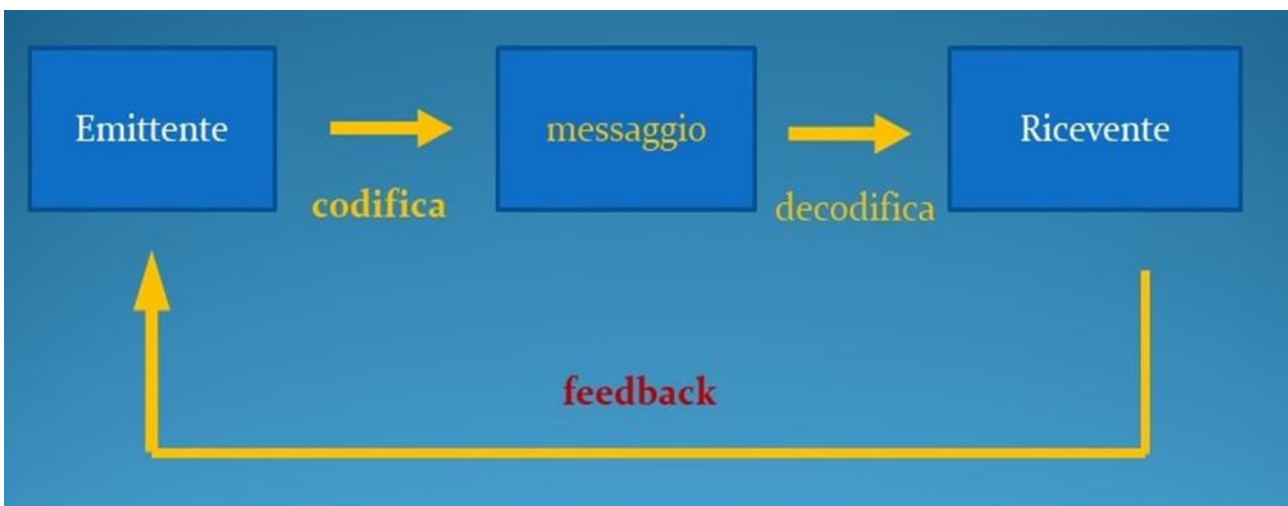 Emittente
codifica
messaggio
decodifica
Ricevente
feedback